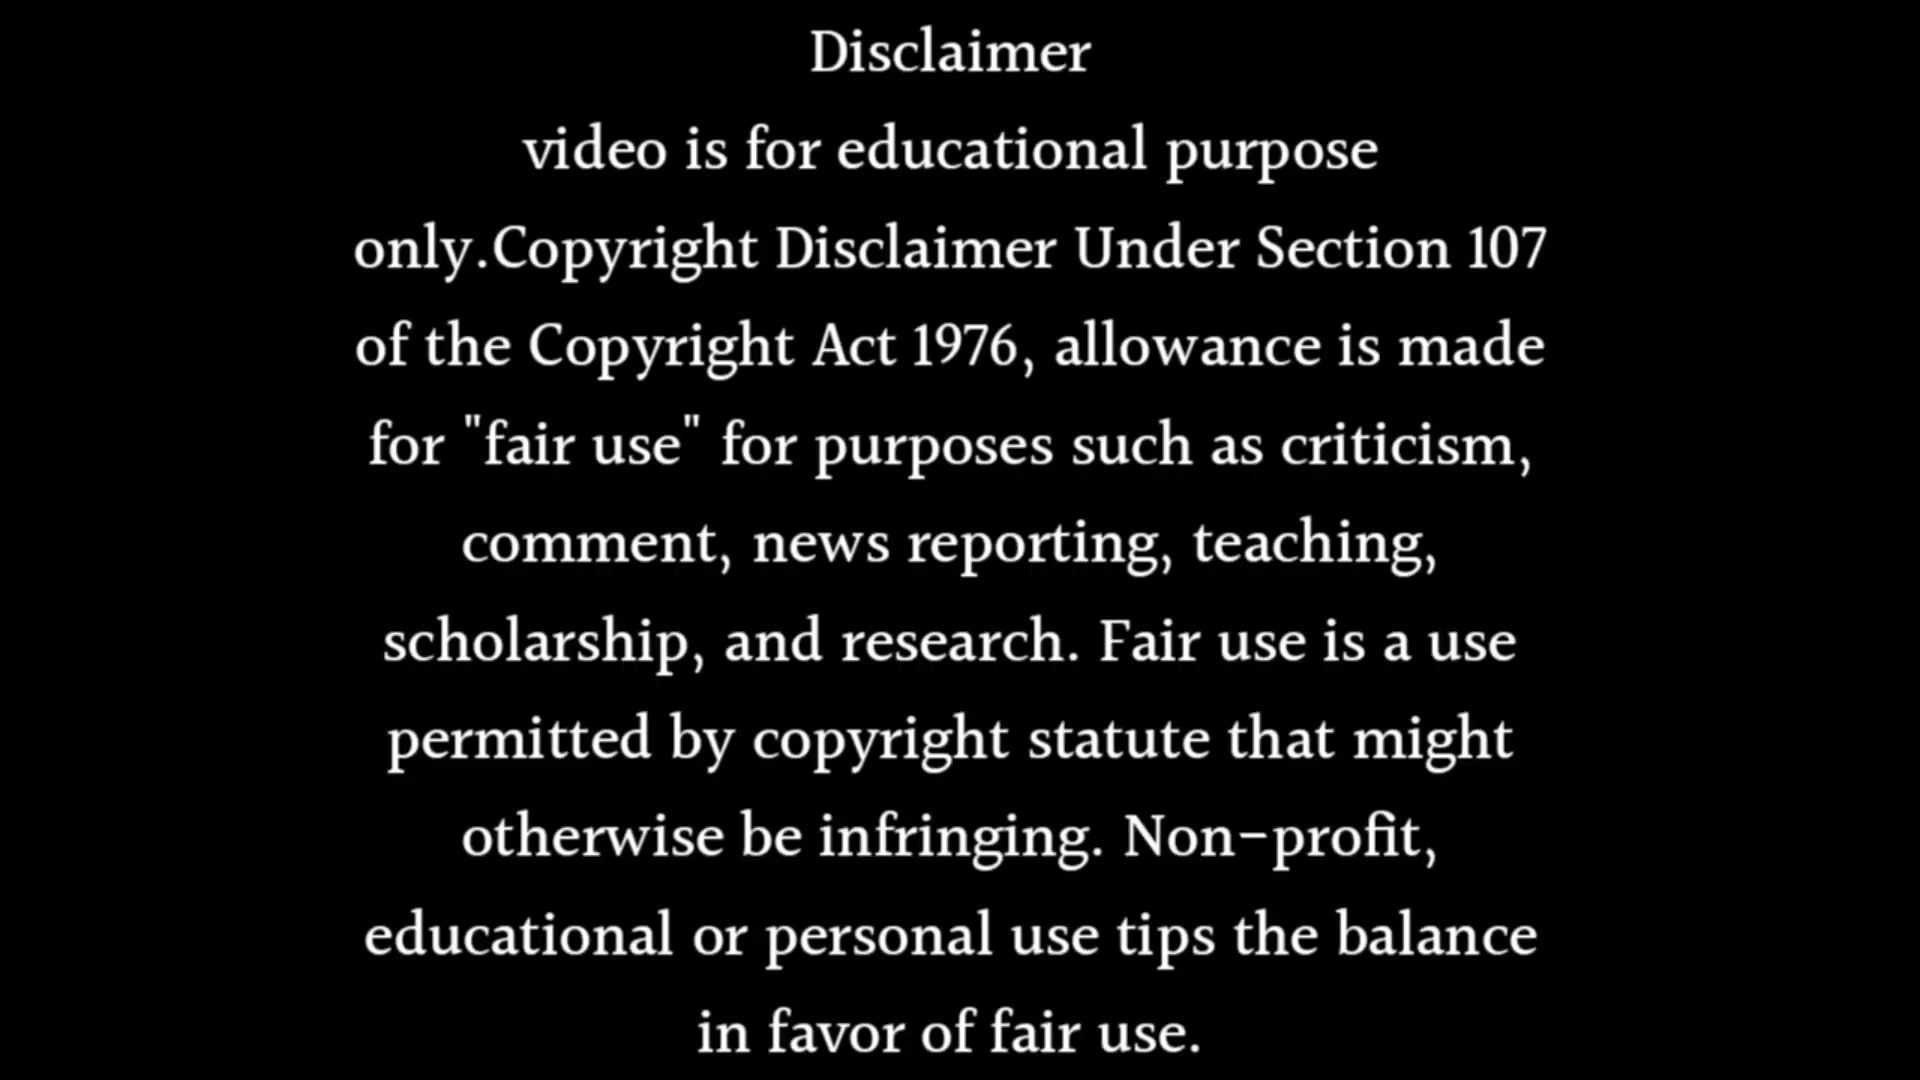 Disclaimer
video is for educational purpose
only.Copyright Disclaimer Under Section 107
of the Copyright Act 1976, allowance is made
for "fair use" for purposes such as criticism,
comment, news reporting, teaching,
scholarship, and research. Fair use is a use
permitted by copyright statute that might
otherwise be infringing. Non-profit,
educational or personal use tips the balance
in favor of fair use.